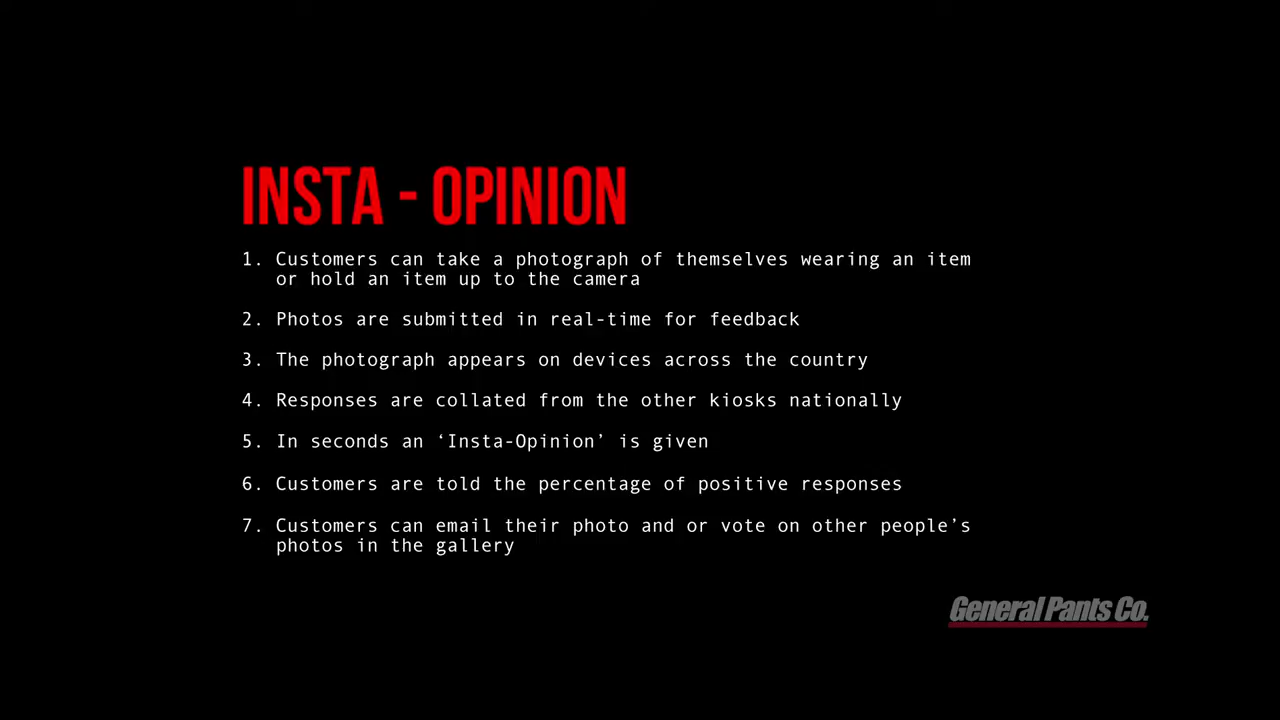 INSTA - OPINION
1. Customers can take a photograph of themselves wearing an item
or hold an item up to the camera
2. Photos are submitted in real-time for feedback
3. The photograph appears on devices across the country
4. Responses are collated from the other kiosks nationally
5. In seconds an ‘Insta-Opinion’ is given
6. Customers are told the percentage of positive responses
7. Customers can email their photo and or vote on other people’s
photos in the gallery
General Pants Co.